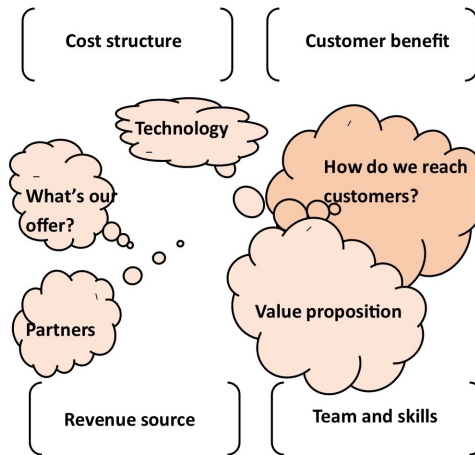 Cost structure
Customer benefit
Technology
How do we reach
customers?
What's our
offer?
Value proposition
Partners
Revenue source
Team and skills